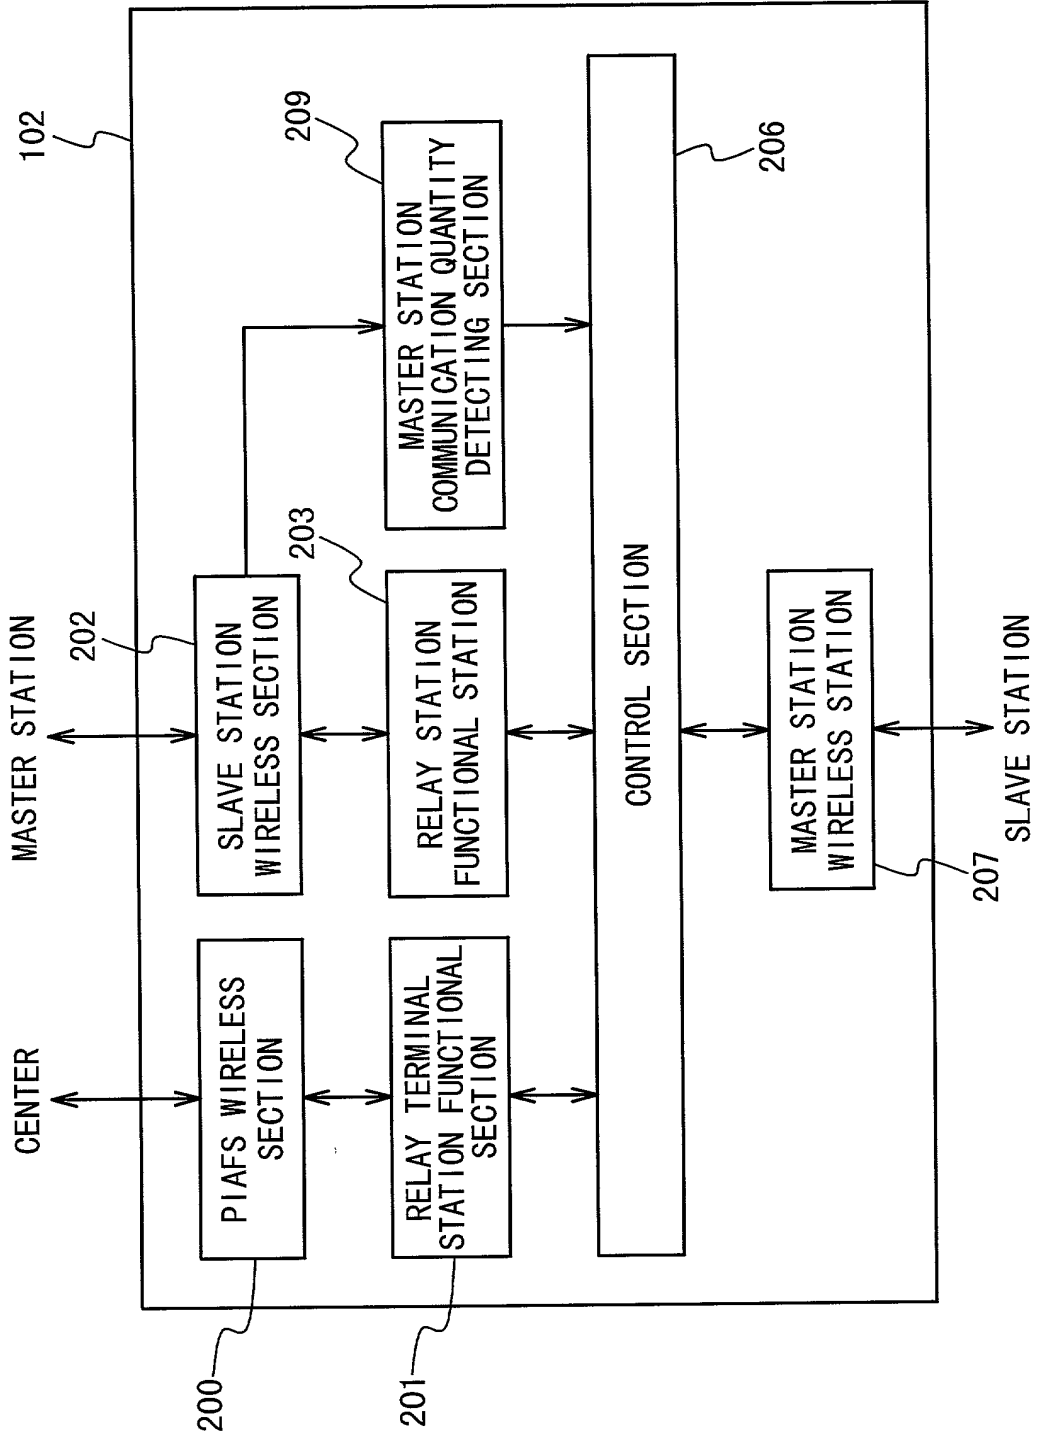 102
CENTER
MASTER STATION
200
PIAFS WIRELESS
SECTION
202
SLAVE STATION
WIRELESS SECTION
209
201
RELAY TERMINAL
STATION FUNCTIONAL
SECTION
203
RELAY STATION
FUNCTIONAL STATION
MASTER STATION
COMMUNICATION QUANTITY
DETECTING SECTION
CONTROL SECTION
206
MASTER STATION
WIRELESS STATION
207
SLAVE STATION